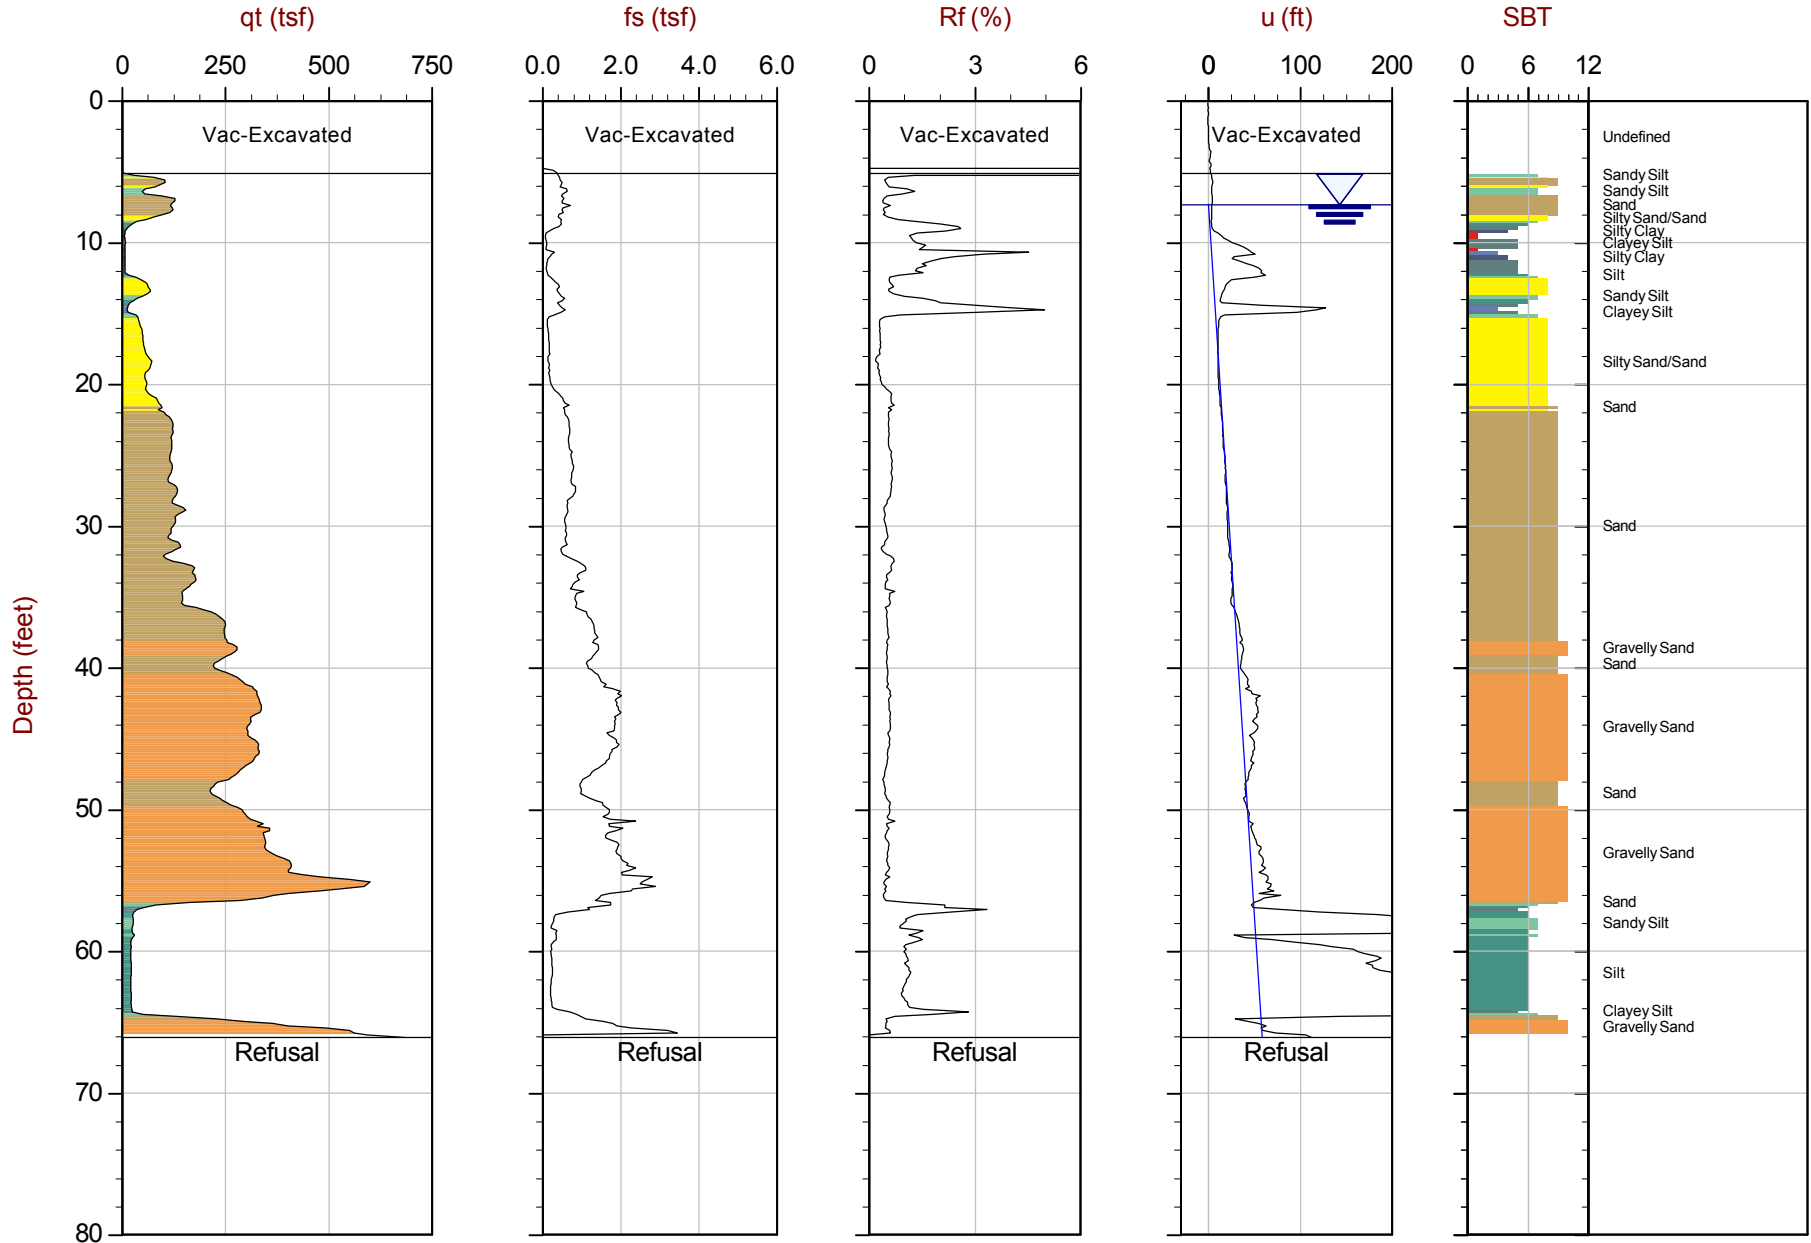 qt (tsf) fs (tsf) Rf (%) u (ft) SBT
0 250 500 750 0.0 2.0 4.0 6.0 0 3 6 0 100 200 0 6 12
0
Vac-Excavated Vac-Excavated Vac-Excavated Vac-Excavated Undefined
Sandy Silt
Sandy Silt
Sand
Silty Sand/Sand
Silty Clay
10 Clayey Silt
Silty Clay
Silt
Sandy Silt
Clayey Silt
Silty Sand/Sand
20
Sand
30 Sand
Depth (feet)
Gravelly Sand
40 Sand
Gravelly Sand
Sand
50
Gravelly Sand
Sand
Sandy Silt
60
Silt
Clayey Silt
Gravelly Sand
Refusal Refusal Refusal Refusal
70
80